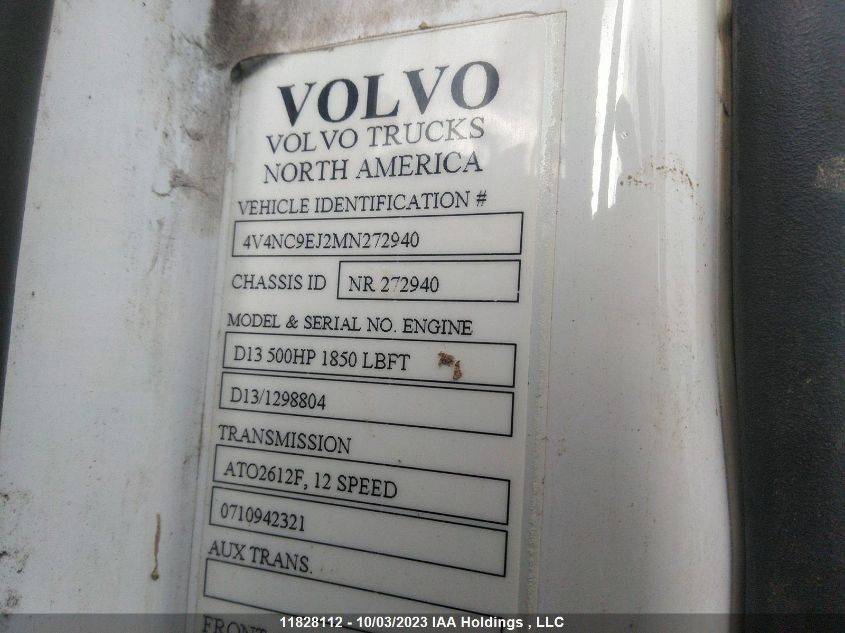 VOLVO
VOLVO TRUCKS
NORTH AMERICA
VEHICLE IDENTIFICATION #
4V4NC9EJ2MN272940
CHASSIS ID NR 272940
MODEL & SERIAL NO. ENGINE
D13 500HP 1850 LBFT
D13/1298804
TRANSMISSION
ATO2612F, 12 SPEED
0710942321
AUX TRANS.
FRONT
11828112 - 10/03/2023 IAA Holdings , LLC